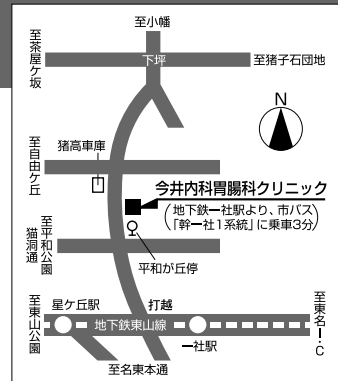 至小幡
至茶屋ケ坂
下坪
至猪子石団地
N
至自由ケ丘
猪高車庫
今井内科胃腸科クリニック
(地下鉄一社駅より、市バス
「幹一社1系統」に乗車3分)
至平和公園
猫洞通
平和が丘停
至東山公園
星ケ丘駅
打越
地下鉄東山線
一社駅
至東名I・C
至名東本通